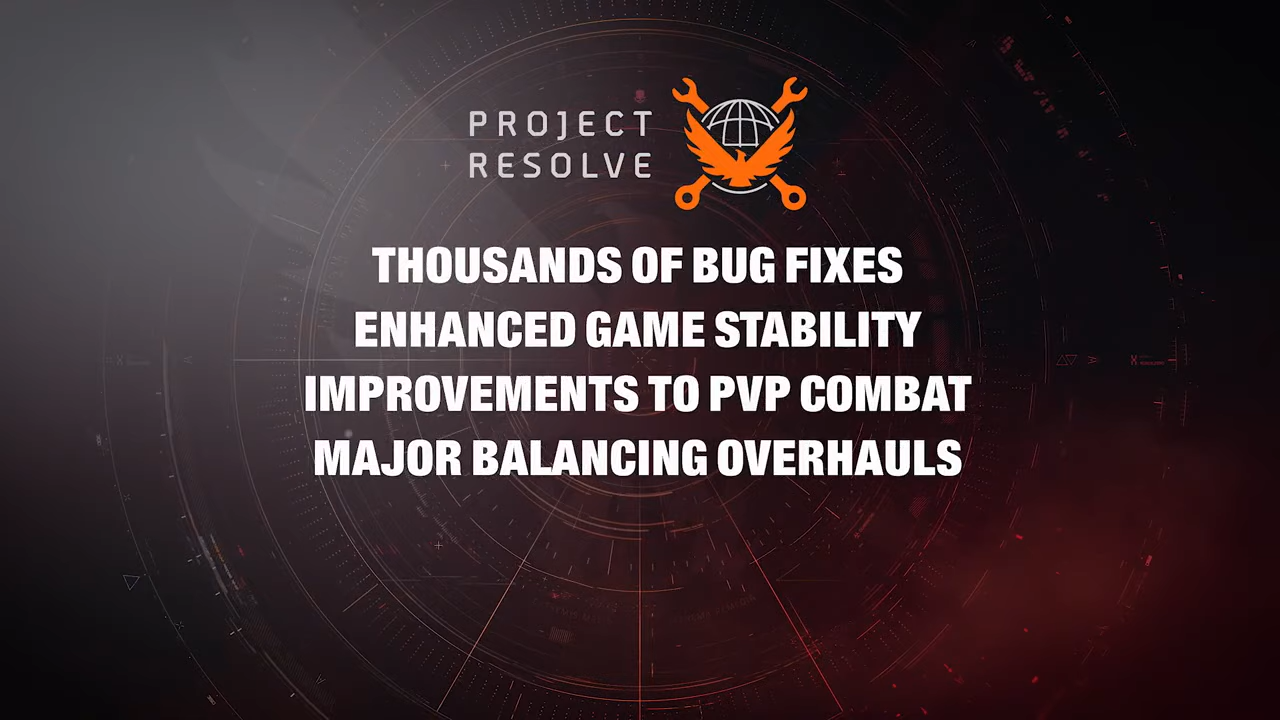 PROJECT
RESOLVE
THOUSANDS OF BUG FIXES
ENHANCED GAME STABILITY
IMPROVEMENTS TO PVP COMBAT
MAJOR BALANCING OVERHAULS